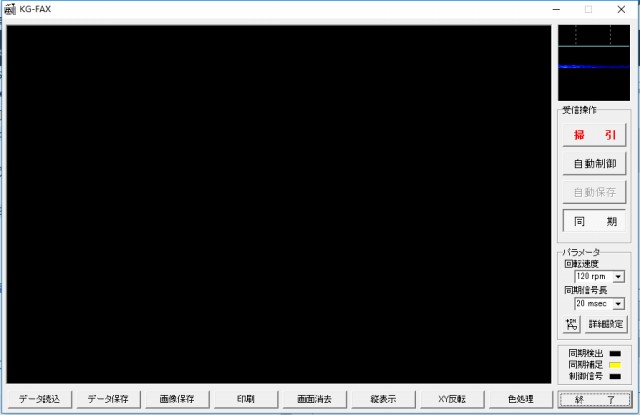 KG-FAX
受信操作
掃 引
自動制御
自動保存
同 期
パラメータ
回転速度
120 rpm
同期信号長
20 msec
詳細設定
同期検出
同期補足
制御信号
データ読込 データ保存 画像保存 印刷 画面消去 縦表示 XY反転 色処理 終 了